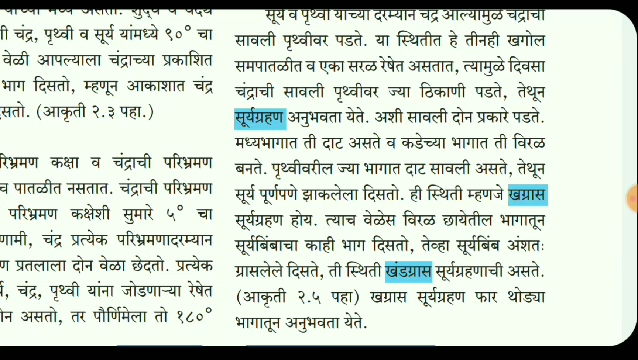 ी चंद्र, पृथ्वी व सूर्य यांमध्ये ९०° चा
वेळी आपल्याला चंद्राच्या प्रकाशित
भाग दिसतो, म्हणून आकाशात चंद्र
सतो. (आकृती २.३ पहा.)
रिभ्रमण कक्षा व चंद्राची परिभ्रमण
च पातळीत नसतात. चंद्राची परिभ्रमण
परिभ्रमण कक्षेशी सुमारे ५° चा
णामी, चंद्र प्रत्येक परिभ्रमणादरम्यान
ण प्रतलाला दोन वेळा छेदतो. प्रत्येक
चंद्र, पृथ्वी यांना जोडणाऱ्या रेषेत
ोन असतो, तर पौर्णिमेला तो १८०°
सूर्य व पृथ्वी यांच्या दरम्यान चंद्र आल्यामुळे चंद्राची
सावली पृथ्वीवर पडते. या स्थितीत हे तीनही खगोल
समपातळीत व एका सरळ रेषेत असतात, त्यामुळे दिवसा
चंद्राची सावली पृथ्वीवर ज्या ठिकाणी पडते, तेथून
सूर्यग्रहण अनुभवता येते. अशी सावली दोन प्रकारे पडते.
मध्यभागात ती दाट असते व कडेच्या भागात ती विरळ
बनते. पृथ्वीवरील ज्या भागात दाट सावली असते, तेथून
सूर्य पूर्णपणे झाकलेला दिसतो. ही स्थिती म्हणजे खग्रास
सूर्यग्रहण होय. त्याच वेळेस विरळ छायेतील भागातून
सूर्यबिंबाचा काही भाग दिसतो, तेव्हा सूर्यबिंब अंशतः
ग्रासलेले दिसते, ती स्थिती खंडग्रास सूर्यग्रहणाची असते.
(आकृती २.५ पहा) खग्रास सूर्यग्रहण फार थोड्या
भागातून अनुभवता येते.